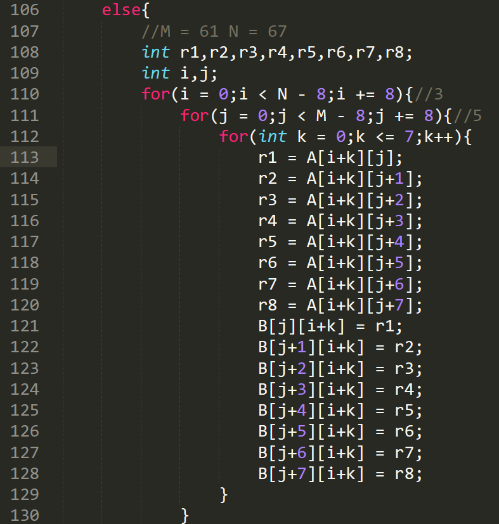 106 else{
107 //M = 61 N = 67
108 int r1,r2,r3,r4,r5,r6,r7,r8;
109 int i,j;
110 for(i = 0;i < N - 8;i += 8){//3
111 for(j = 0;j < M - 8;j += 8){//5
112 for(int k = 0;k <= 7;k++){
113 r1 = A[i+k][j];
114 r2 = A[i+k][j+1];
115 r3 = A[i+k][j+2];
116 r4 = A[i+k][j+3];
117 r5 = A[i+k][j+4];
118 r6 = A[i+k][j+5];
119 r7 = A[i+k][j+6];
120 r8 = A[i+k][j+7];
121 B[j][i+k] = r1;
122 B[j+1][i+k] = r2;
123 B[j+2][i+k] = r3;
124 B[j+3][i+k] = r4;
125 B[j+4][i+k] = r5;
126 B[j+5][i+k] = r6;
127 B[j+6][i+k] = r7;
128 B[j+7][i+k] = r8;
129 }
130 }